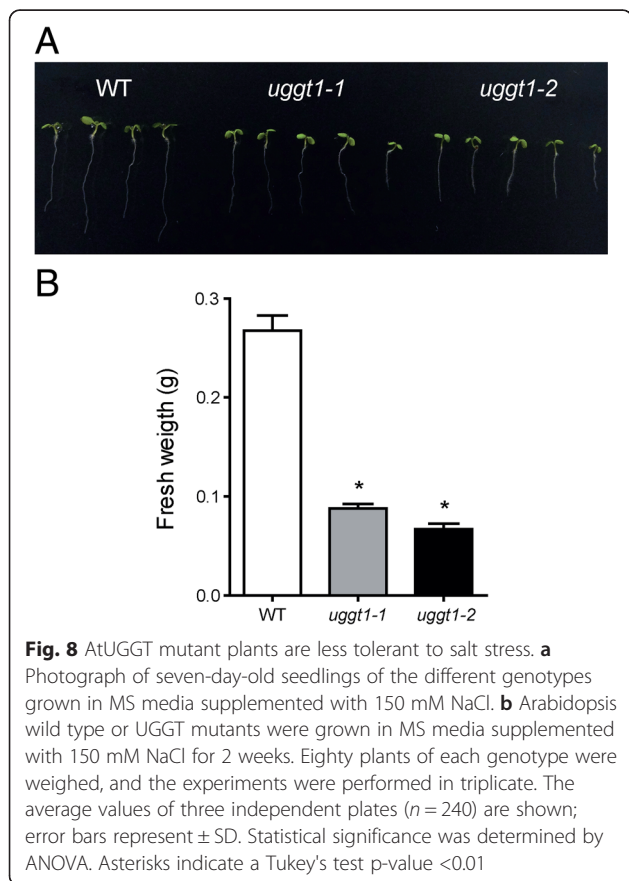 A
WT uggt1-1 uggt1-2
B
Fresh weigth (g)
0.3
0.2
0.1
0.0
*
*
WT uggt1-1 uggt1-2
Fig. 8 AtUGGT mutant plants are less tolerant to salt stress. a
Photograph of seven-day-old seedlings of the different genotypes
grown in MS media supplemented with 150 mM NaCl. b Arabidopsis
wild type or UGGT mutants were grown in MS media supplemented
with 150 mM NaCl for 2 weeks. Eighty plants of each genotype were
weighed, and the experiments were performed in triplicate. The
average values of three independent plates (n = 240) are shown;
error bars represent ± SD. Statistical significance was determined by
ANOVA. Asterisks indicate a Tukey's test p-value <0.01